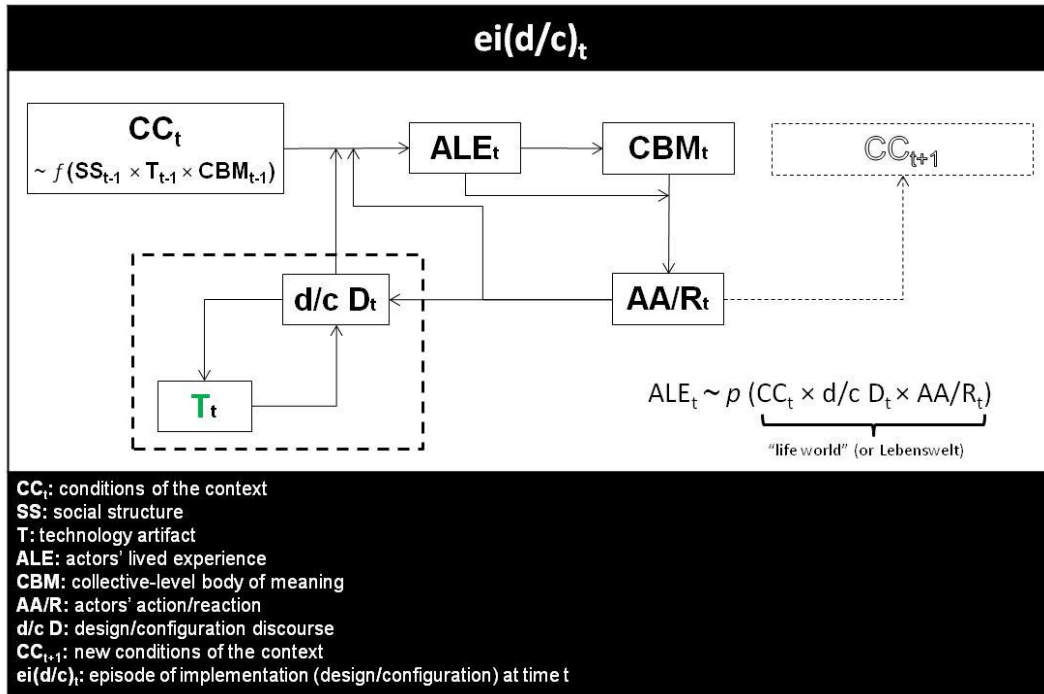 ei(d/c)t
CCt
~ f(SSt-1 × Tt-1 × CBMt-1)
ALEt
CBMt
CCt+1
d/c Dt
AA/Rt
Tt
ALEt ~ p (CCt × d/c Dt × AA/Rt)
“life world” (or Lebenswelt)
CCt: conditions of the context
SS: social structure
T: technology artifact
ALE: actors’ lived experience
CBM: collective-level body of meaning
AA/R: actors’ action/reaction
d/c D: design/configuration discourse
CCt+1: new conditions of the context
ei(d/c)t: episode of implementation (design/configuration) at time t